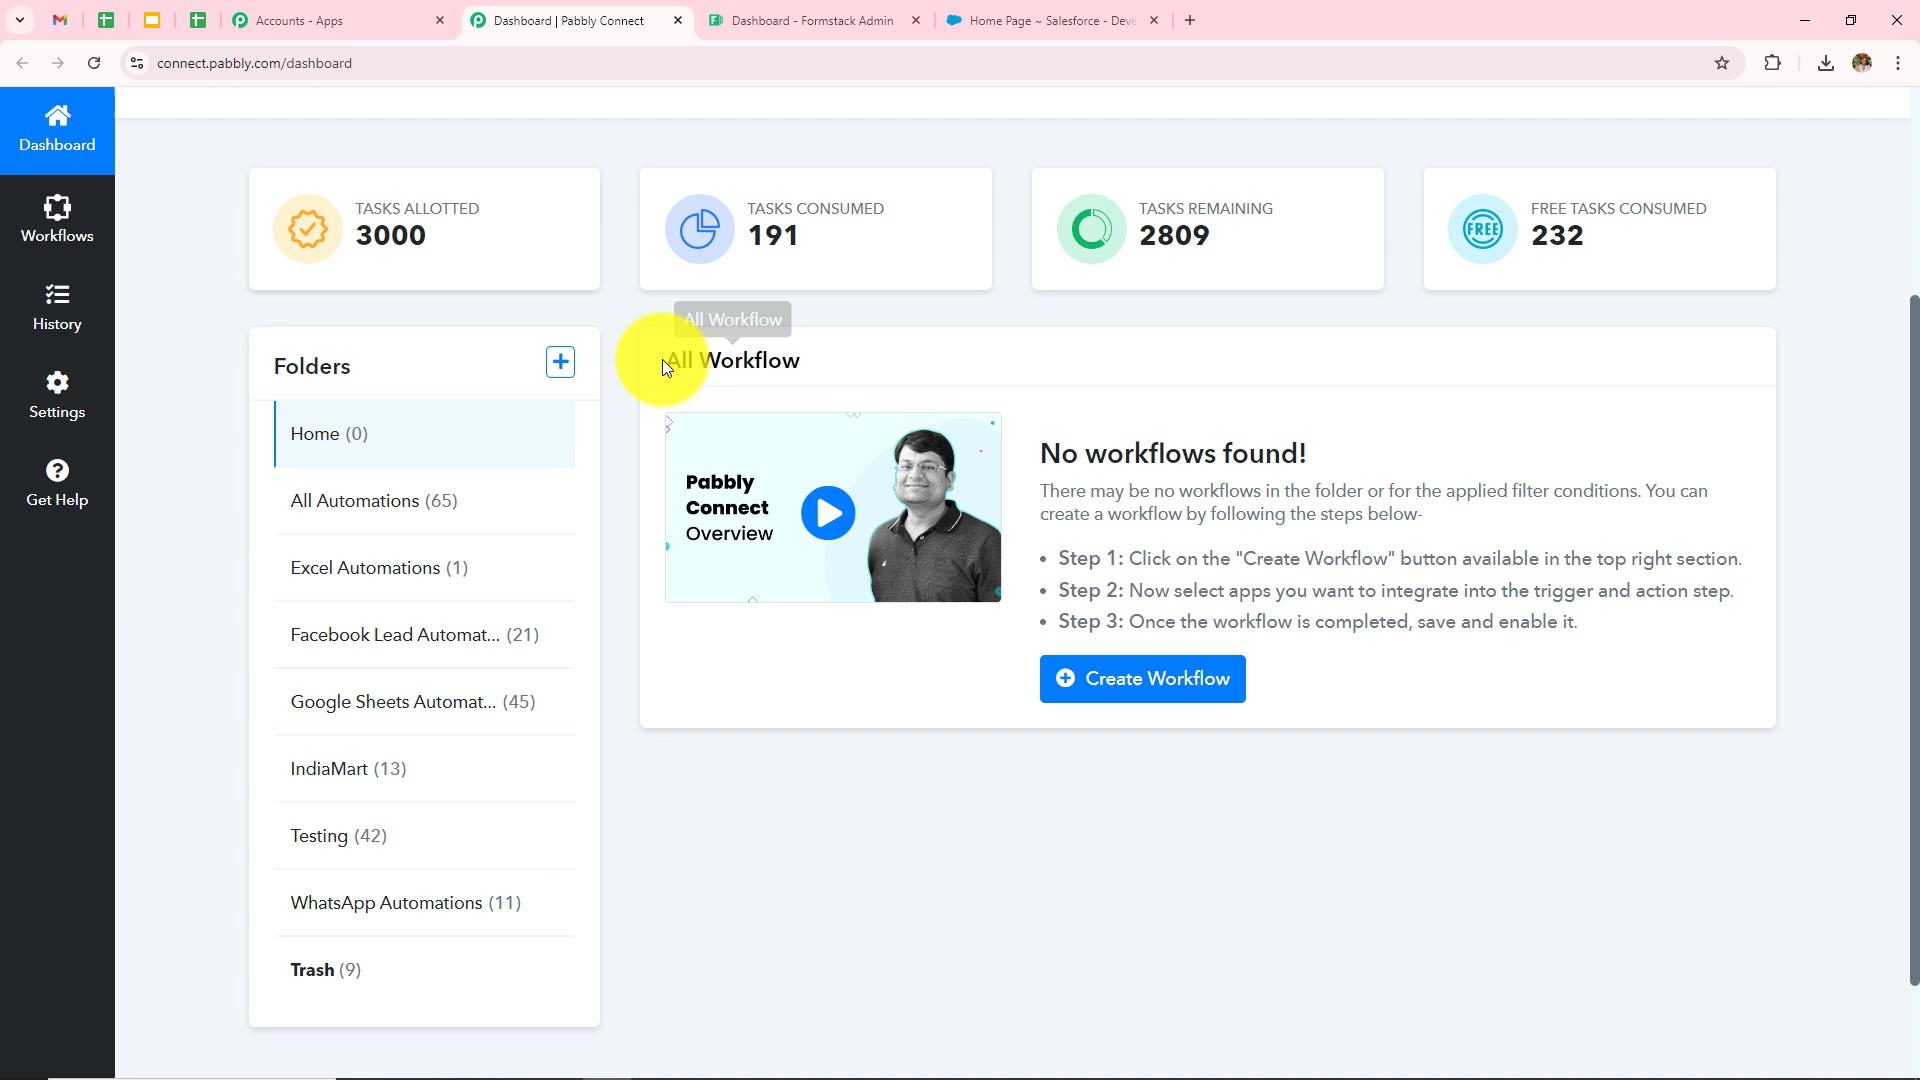 Accounts - Apps
Dashboard | Pabbly Connect
Dashboard - Formstack Admin
Home Page ~ Salesforce - Deve
connect.pabbly.com/dashboard
Dashboard
Workflows
History
Settings
Get Help
TASKS ALLOTTED
3000
TASKS CONSUMED
191
TASKS REMAINING
2809
FREE
FREE TASKS CONSUMED
232
Folders
Home (0)
All Automations (65)
Excel Automations (1)
Facebook Lead Automat... (21)
Google Sheets Automat... (45)
IndiaMart (13)
Testing (42)
WhatsApp Automations (11)
Trash (9)
All Workflow
All Workflow
Pabbly
Connect
Overview
No workflows found!
There may be no workflows in the folder or for the applied filter conditions. You can
create a workflow by following the steps below-
• Step 1: Click on the "Create Workflow" button available in the top right section.
• Step 2: Now select apps you want to integrate into the trigger and action step.
• Step 3: Once the workflow is completed, save and enable it.
Create Workflow